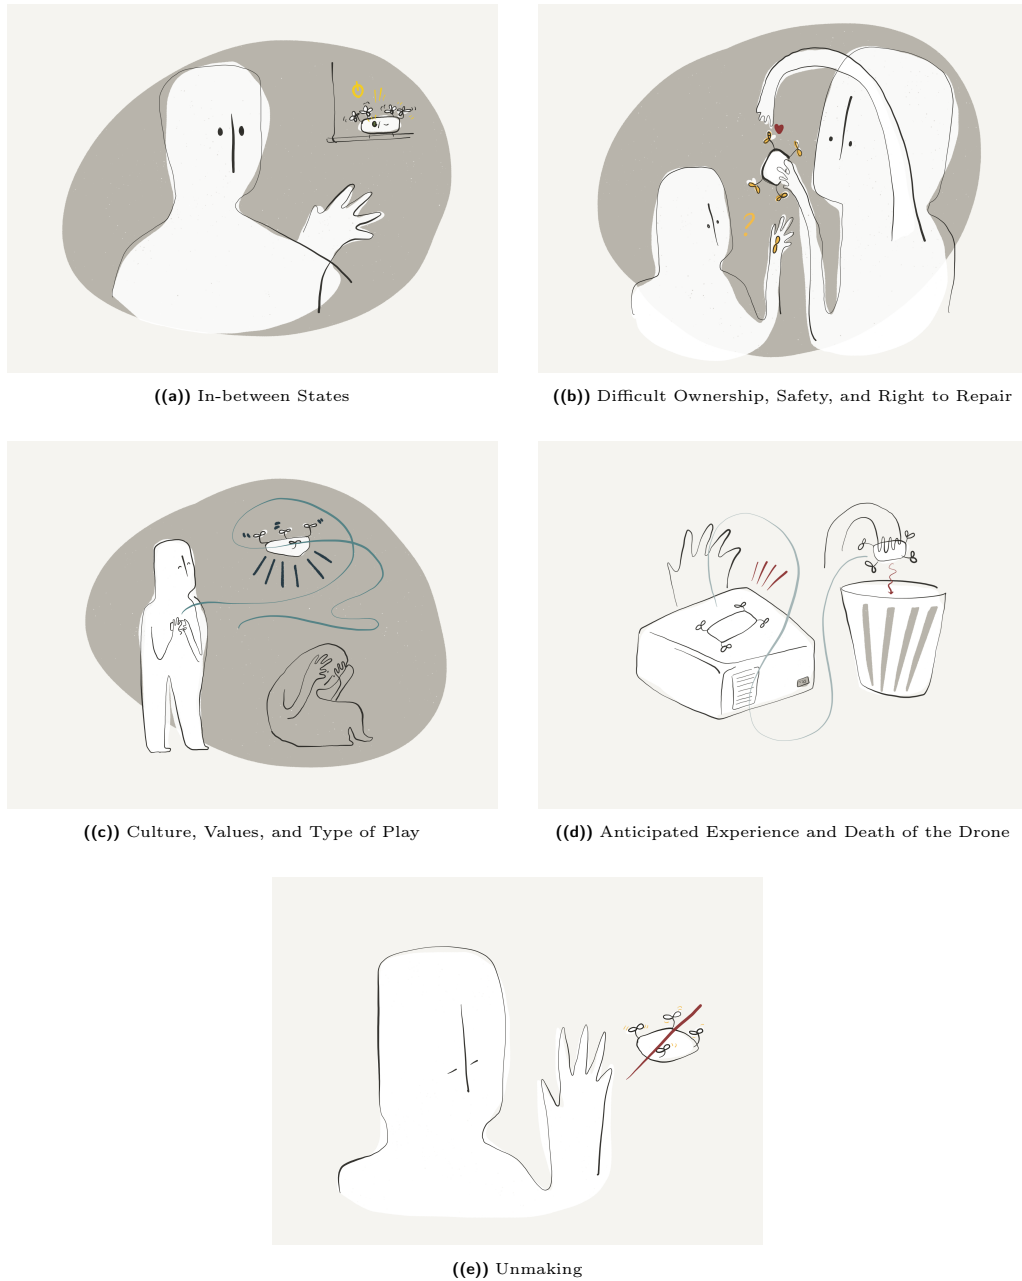 ((a)) In-between States
((b)) Difficult Ownership, Safety, and Right to Repair
?
((c)) Culture, Values, and Type of Play
((d)) Anticipated Experience and Death of the Drone
((e)) Unmaking